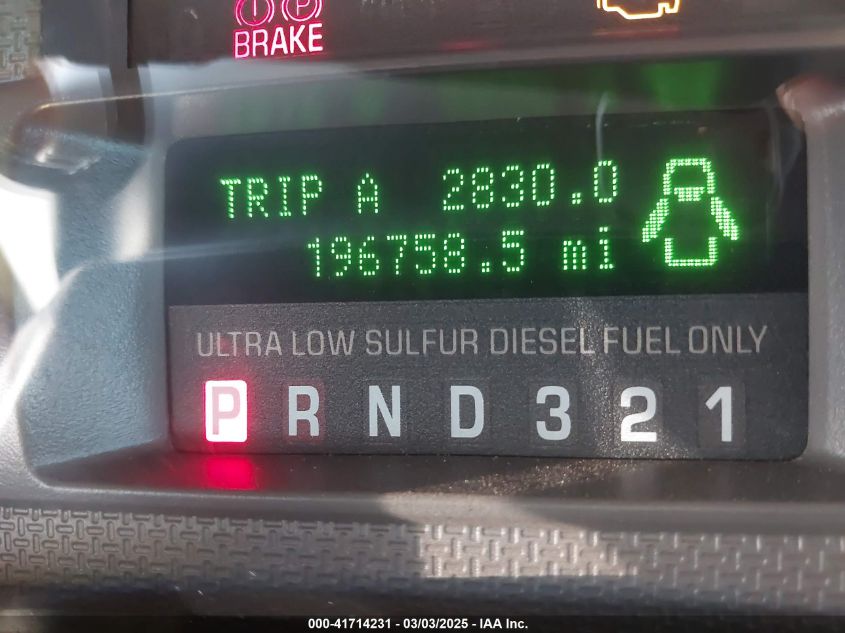 BRAKE
TRIP A 2830.0
196758.5 mi
ULTRA LOW SULFUR DIESEL FUEL ONLY
P R N D 3 2 1
000-41714231 - 03/03/2025 - IAA Inc.